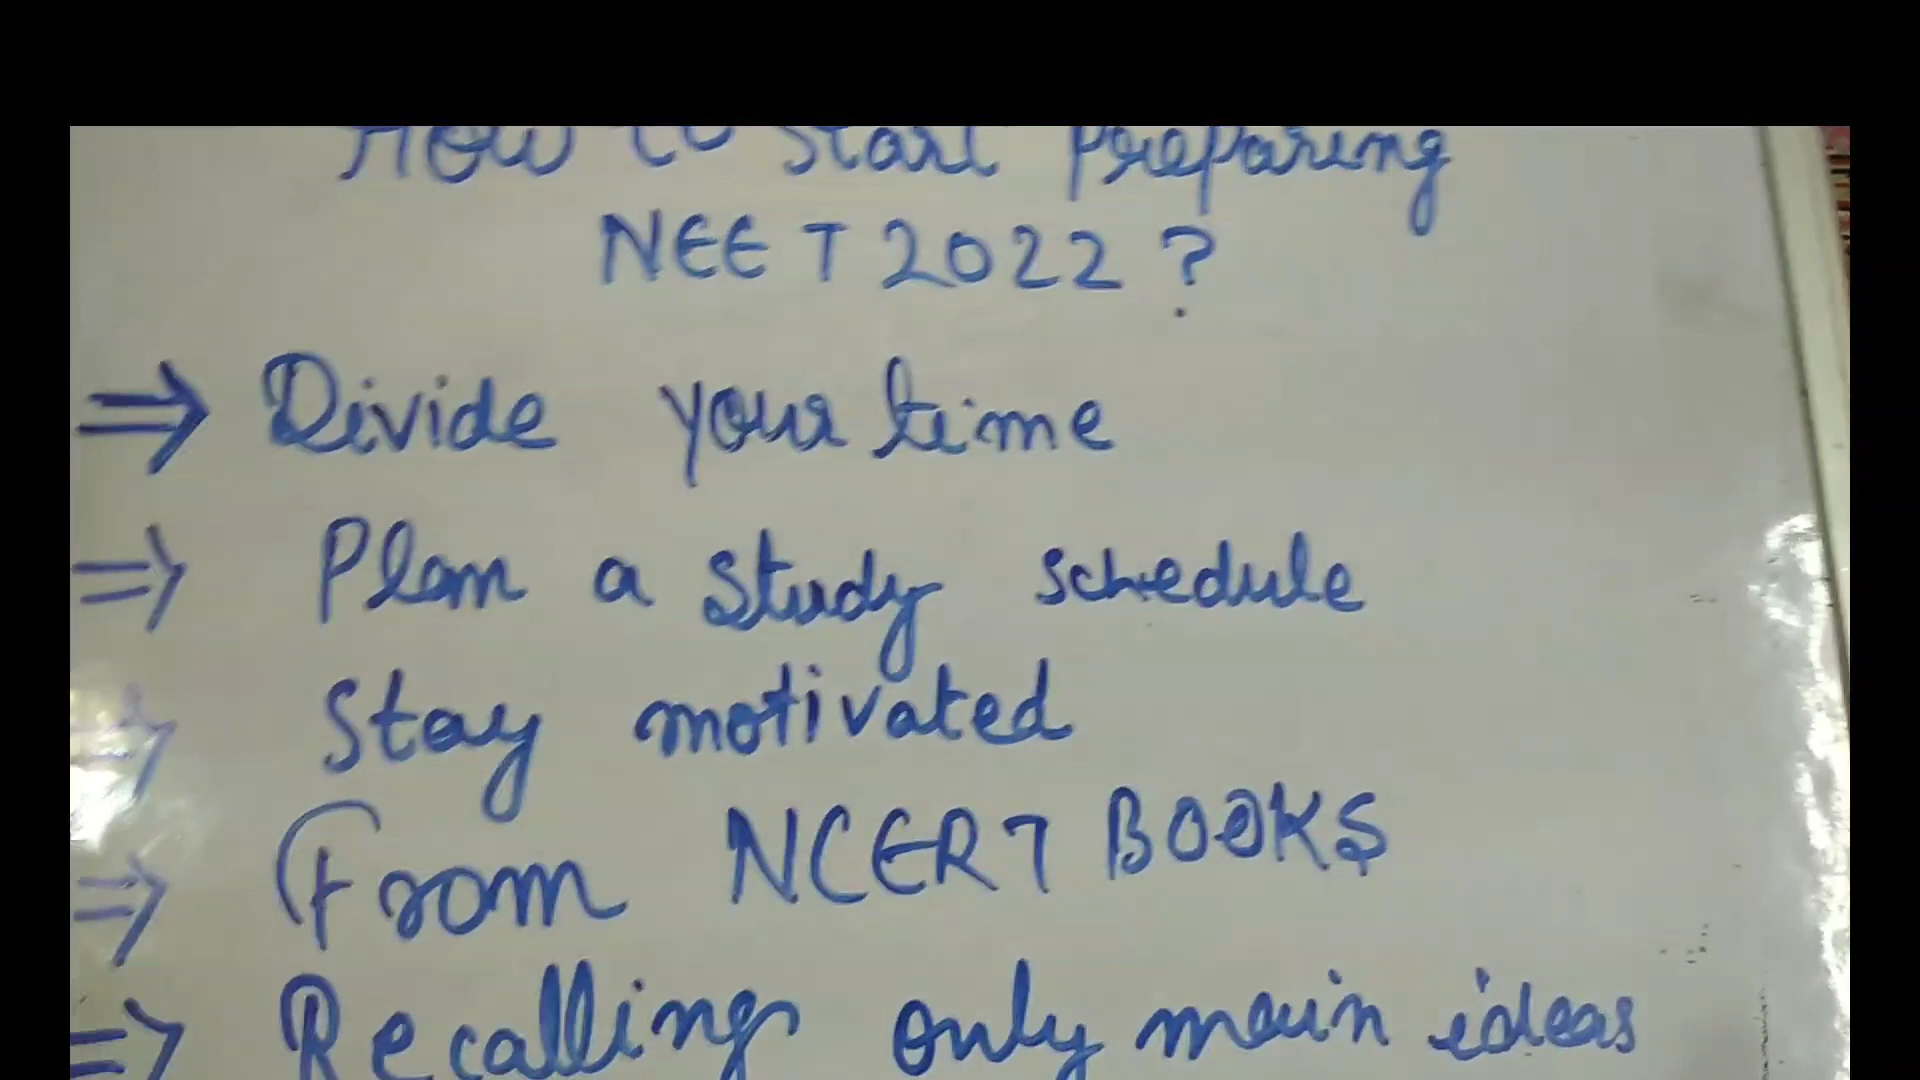 How to Start Preparing
NEET 2022?
⇒ Divide your time
⇒ Plan a study schedule
⇒ Stay motivated
⇒ From NCERT BOOKS
⇒ Recalling only main ideas